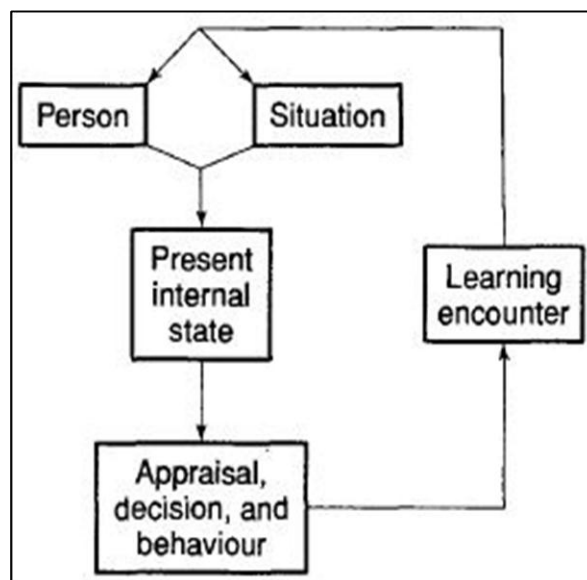 Person
Situation
Present
internal
state
Learning
encounter
Appraisal,
decision, and
behaviour